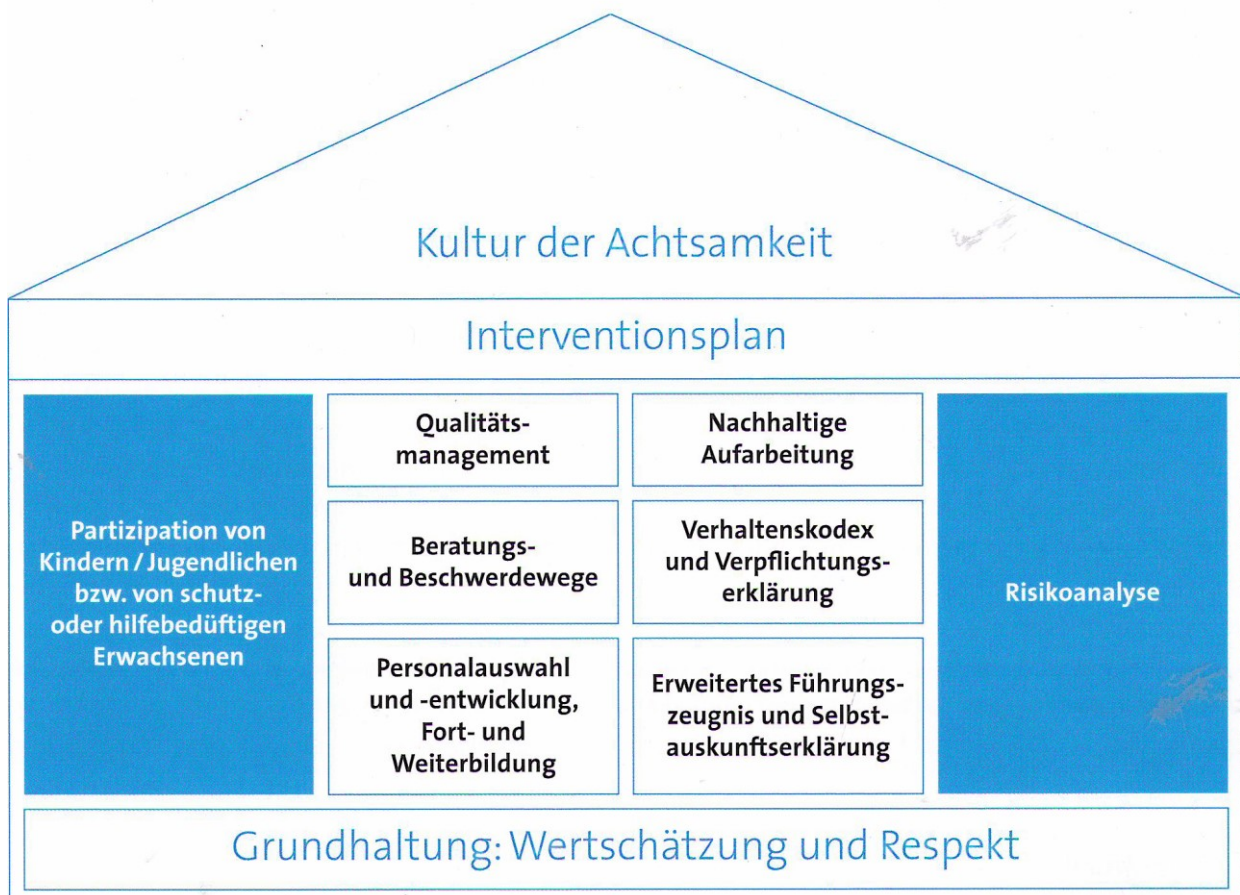 Kultur der Achtsamkeit
Interventionsplan
Partizipation von
Kindern / Jugendlichen
bzw. von schutz-
oder hilfebedüftigen
Erwachsenen
Qualitäts-
management
Nachhaltige
Aufarbeitung
Beratungs-
und Beschwerdewege
Verhaltenskodex
und Verpflichtungs-
erklärung
Personalauswahl
und -entwicklung,
Fort- und
Weiterbildung
Erweitertes Führungs-
zeugnis und Selbst-
auskunftserklärung
Risikoanalyse
Grundhaltung: Wertschätzung und Respekt